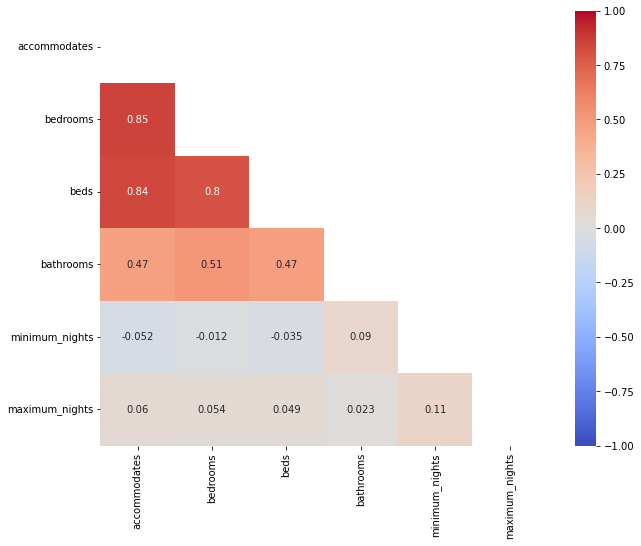 accommodates
bedrooms
0.85
beds
0.84 0.8
bathrooms
0.47 0.51 0.47
minimum_nights
-0.052 -0.012 -0.035 0.09
maximum_nights
0.06 0.054 0.049 0.023 0.11
accommodates
bedrooms
beds
bathrooms
minimum_nights
maximum_nights
1.00
0.75
0.50
0.25
0.00
−0.25
−0.50
−0.75
−1.00